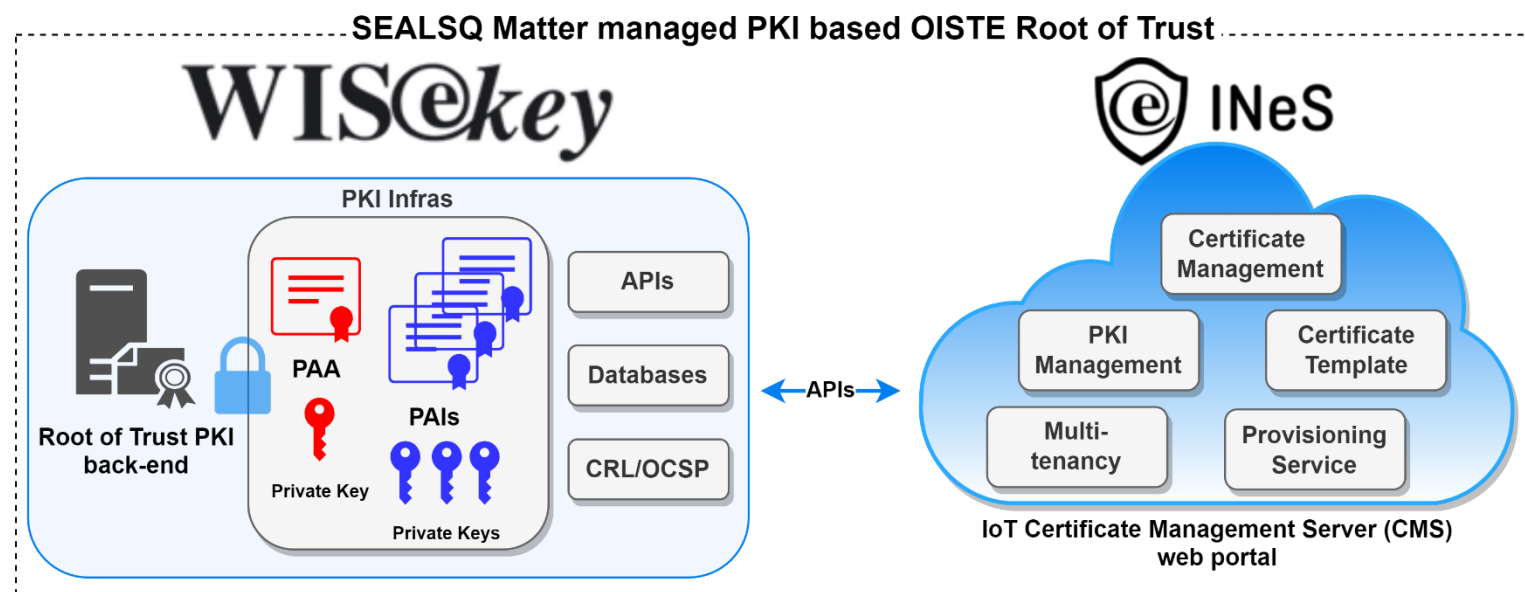 SEALSQ Matter managed PKI based OISTE Root of Trust
WISekey
INeS
PKI Infras
PAA
Private Key
PAIs
Private Keys
Root of Trust PKI
back-end
APIs
Databases
CRL/OCSP
APIs
Certificate
Management
PKI
Management
Certificate
Template
Multi-
tenancy
Provisioning
Service
IoT Certificate Management Server (CMS)
web portal